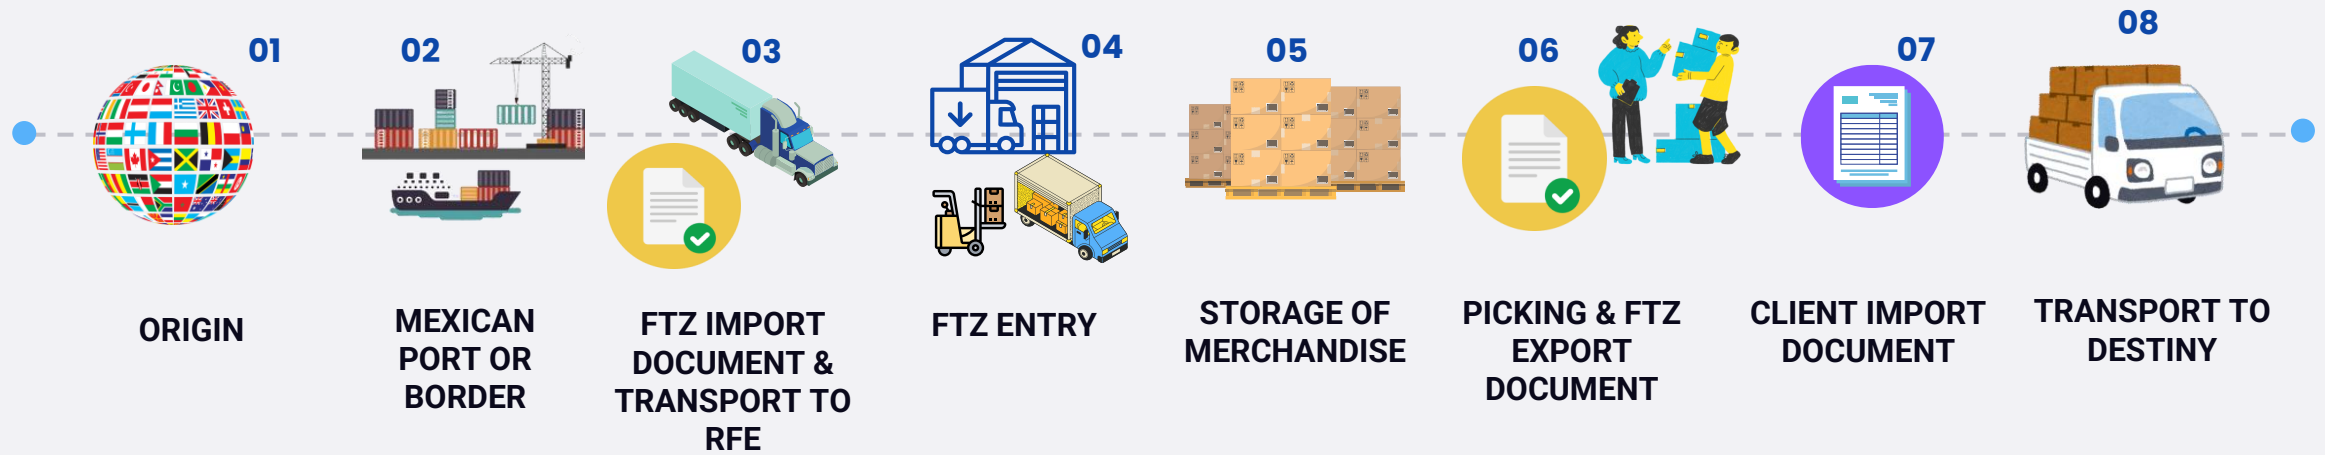 01
ORIGIN
02
MEXICAN
PORT OR
BORDER
03
FTZ IMPORT
DOCUMENT &
TRANSPORT TO
RFE
04
FTZ ENTRY
05
STORAGE OF
MERCHANDISE
06
PICKING & FTZ
EXPORT
DOCUMENT
07
CLIENT IMPORT
DOCUMENT
08
TRANSPORT TO
DESTINY